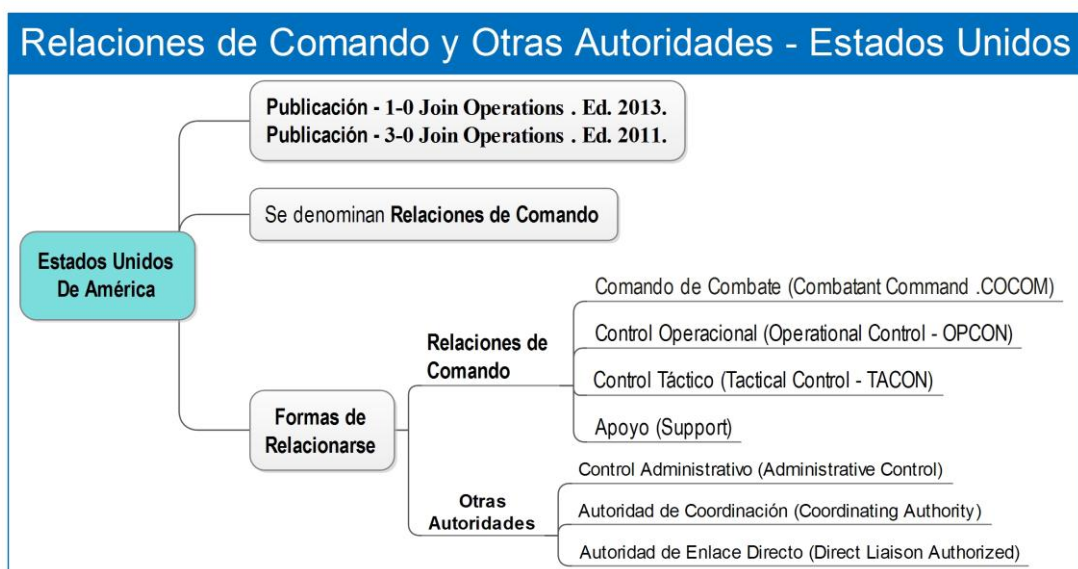 Relaciones de Comando y Otras Autoridades - Estados Unidos
Publicación - 1-0 Join Operations . Ed. 2013.
Publicación - 3-0 Join Operations . Ed. 2011.
Se denominan Relaciones de Comando
Estados Unidos
De América
Formas de
Relacionarse
Relaciones de
Comando
Comando de Combate (Combatant Command .COCOM)
Control Operacional (Operational Control - OPCON)
Control Táctico (Tactical Control - TACON)
Apoyo (Support)
Otras
Autoridades
Control Administrativo (Administrative Control)
Autoridad de Coordinación (Coordinating Authority)
Autoridad de Enlace Directo (Direct Liaison Authorized)